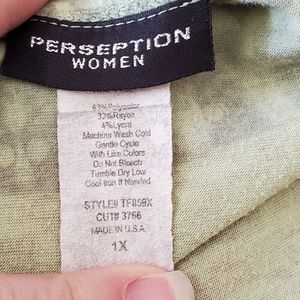 PERSEPTION
WOMEN
63% Polyester
33% Rayon
4% Lycra
Machine Wash Cold
Gentle Cycle
With Like Colors
Do Not Bleach
Tumble Dry Low
Cool Iron If Needed
STYLE# TF859X
CUT# 3766
MADE IN U.S.A
1X